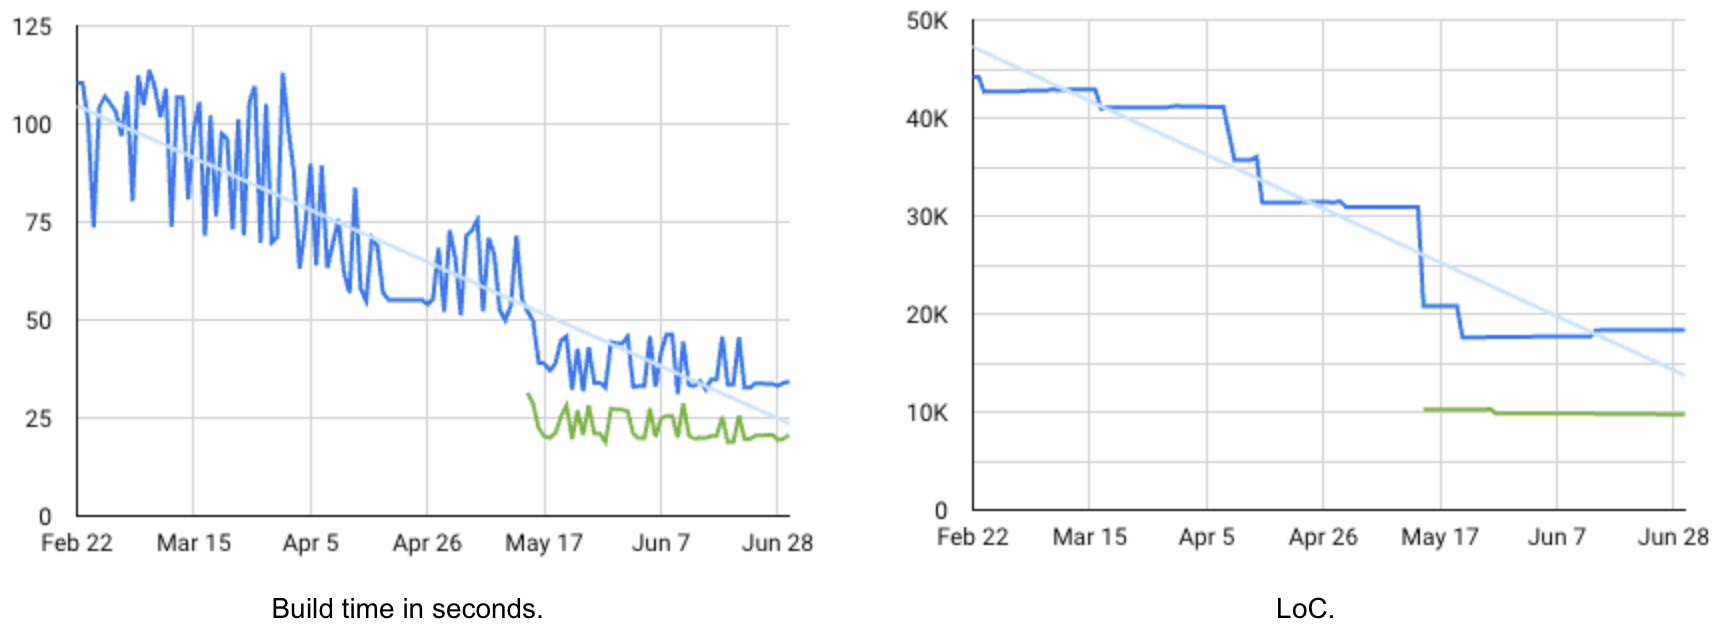 125
100
75
50
25
0
Feb 22 Mar 15 Apr 5 Apr 26 May 17 Jun 7 Jun 28
Build time in seconds.
50K
40K
30K
20K
10K
0
Feb 22 Mar 15 Apr 5 Apr 26 May 17 Jun 7 Jun 28
LoC.